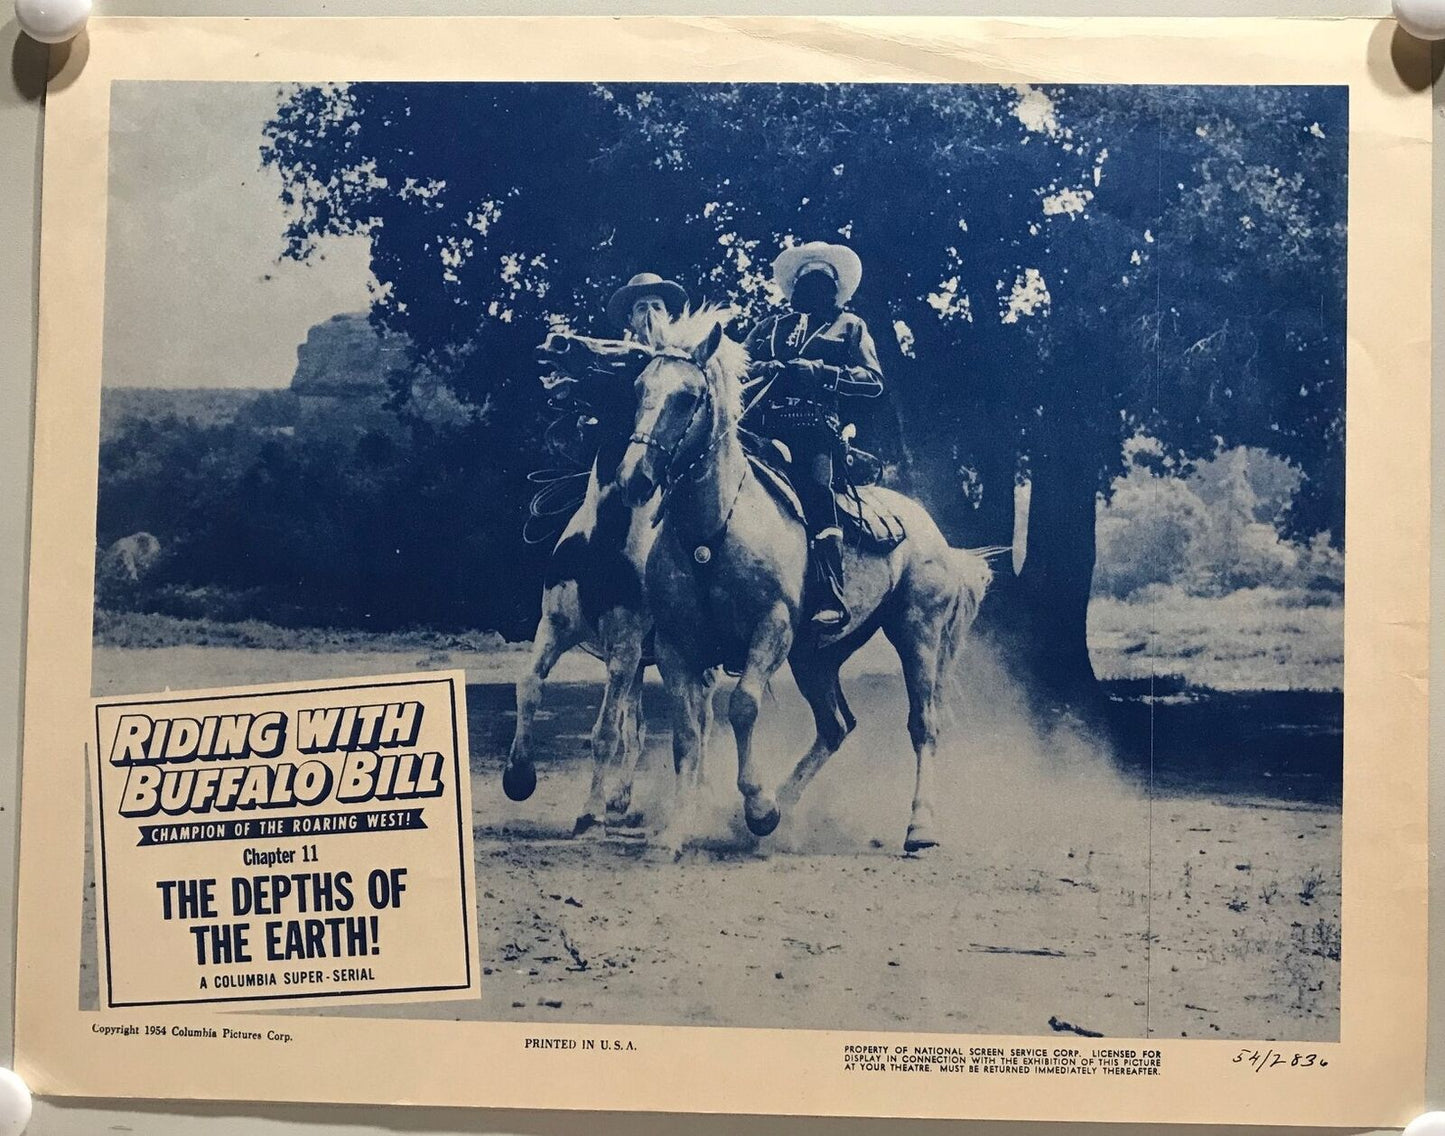 RIDING WITH
BUFFALO BILL
CHAMPION OF THE ROARING WEST!
Chapter 11
THE DEPTHS OF
THE EARTH!
A COLUMBIA SUPER-SERIAL
Copyright 1954 Columbia Pictures Corp.
PRINTED IN U.S.A.
PROPERTY OF NATIONAL SCREEN SERVICE CORP. LICENSED FOR
DISPLAY IN CONNECTION WITH THE EXHIBITION OF THIS PICTURE
AT YOUR THEATRE. MUST BE RETURNED IMMEDIATELY THEREAFTER.
54/2836